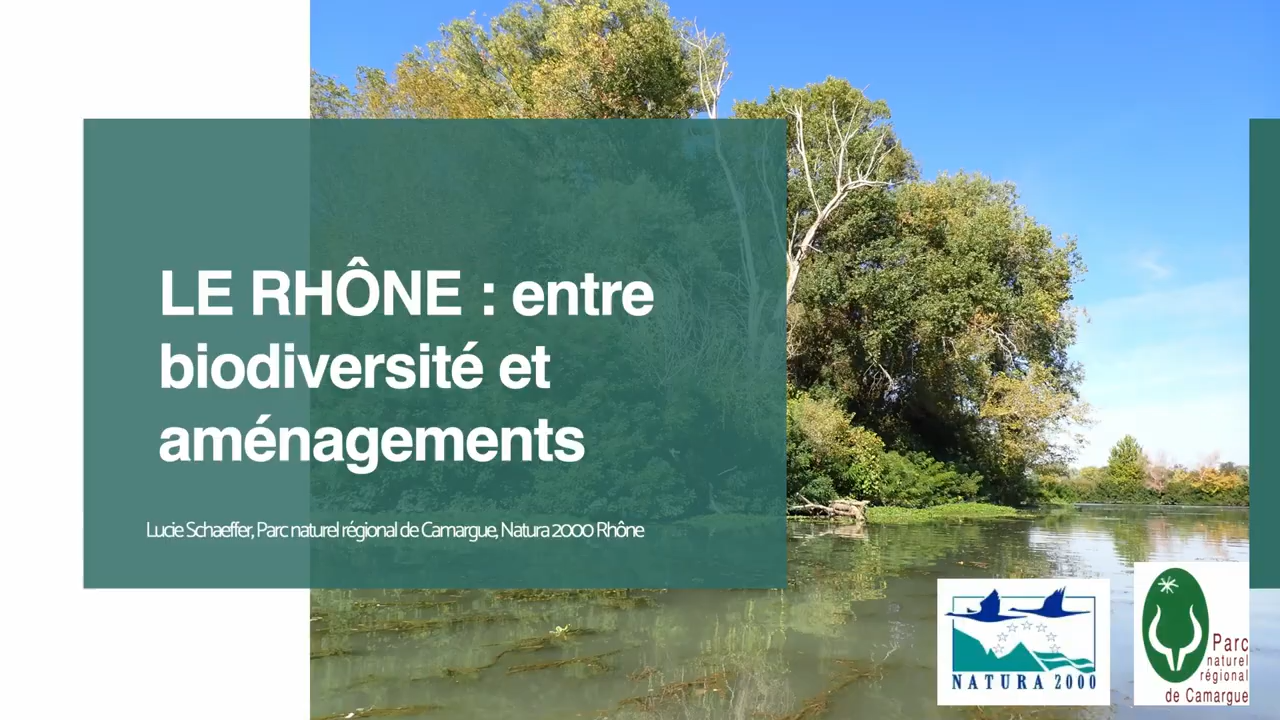 LE RHÔNE : entre
biodiversité et
aménagements
Lucie Schaeffer, Parc naturel régional de Camargue, Natura 2000 Rhône
NATURA 2000
Parc
naturel
régional
de Camargue